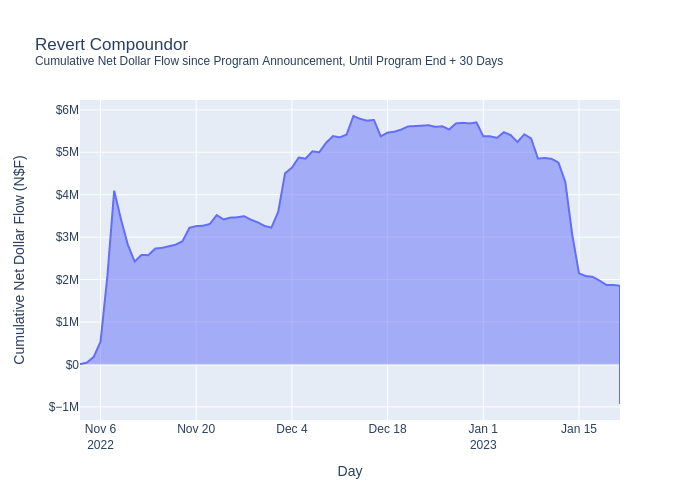 Revert Compoundor
Cumulative Net Dollar Flow since Program Announcement, Until Program End + 30 Days
Cumulative Net Dollar Flow (N$F)
$6M
$5M
$4M
$3M
$2M
$1M
$0
$−1M
Nov 6
2022
Nov 20
Dec 4
Dec 18
Jan 1
2023
Jan 15
Day